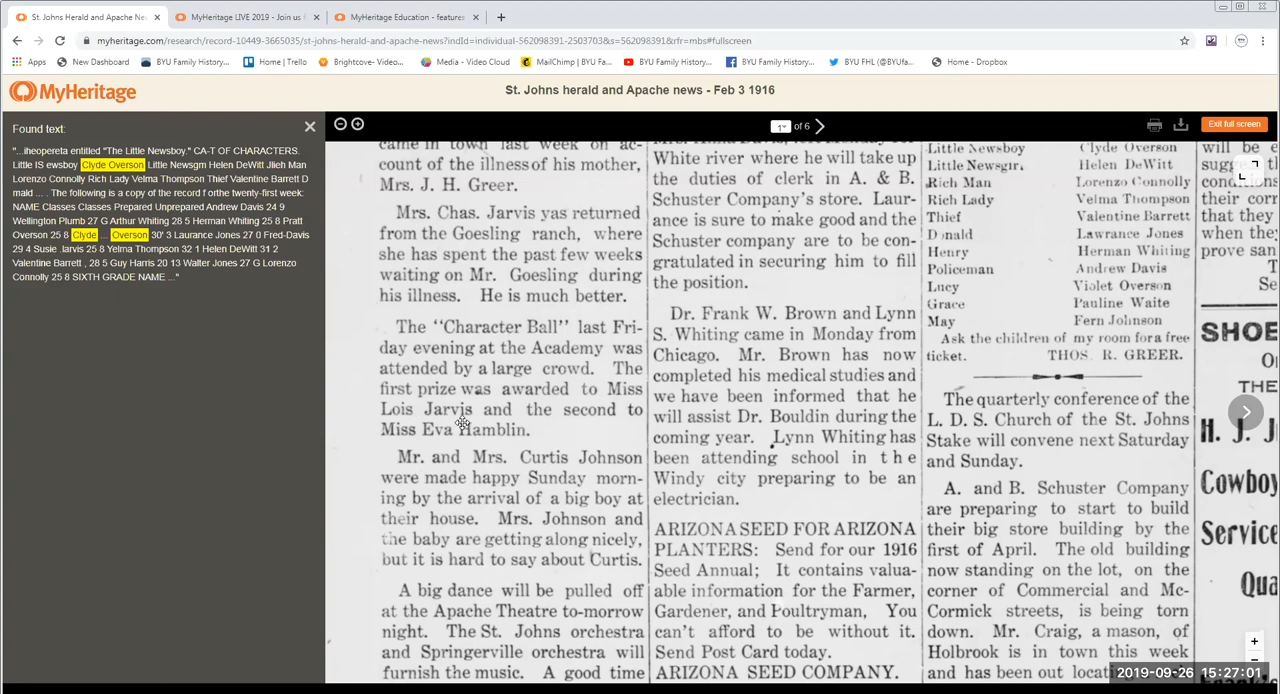 St. Johns Herald and Apache Ne
MyHeritage LIVE 2019 - Join us
MyHeritage Education - features
myheritage.com/research/record-10449-3665035/st-johns-herald-and-apache-news?indId=individual-562098391-2503703&s=562098391&rfr=mbs#fullscreen
Apps
New Dashboard
BYU Family History...
Home | Trello
Brightcove- Video...
Media - Video Cloud
MailChimp | BYU Fa...
BYU Family History...
BYU Family History...
BYU FHL (@BYUfa...
Home - Dropbox
MyHeritage
St. Johns herald and Apache news - Feb 3 1916
Found text:
"...iheopereta entitled "The Little Newsboy." CA-T OF CHARACTERS.
Little IS ewsboy Clyde Overson Little Newsgm Helen DeWitt Jlieh Man
Lorenzo Connolly Rich Lady Velma Thompson Thief Valentine Barrett D
mald ... . The following is a copy of the record f orthe twenty-first week:
NAME Classes Classes Prepared Unprepared Andrew Davis 24 9
Wellington Plumb 27 G Arthur Whiting 28 5 Herman Whiting 25 8 Pratt
Overson 25 8 Clyde ... Overson 30' 3 Laurance Jones 27 0 Fred-Davis
29 4 Susie .larvis 25 8 Yelma Thompson 32 1 Helen DeWitt 31 2
Valentine Barrett , 28 5 Guy Harris 20 13 Walter Jones 27 G Lorenzo
Connolly 25 8 SIXTH GRADE NAME ..."
1
of 6
Exit full screen
came in town last week on ac-
count of the illness of his mother,
Mrs. J. H. Greer.
Mrs. Chas. Jarvis yas returned
from the Goesling ranch, where
she has spent the past few weeks
waiting on Mr. Goesling during
his illness. He is much better.
The "Character Ball" last Fri-
day evening at the Academy was
attended by a large crowd. The
first prize was awarded to Miss
Lois Jarvis and the second to
Miss Eva Hamblin.
Mr. and Mrs. Curtis Johnson
were made happy Sunday morn-
ing by the arrival of a big boy at
their house. Mrs. Johnson and
the baby are getting along nicely,
but it is hard to say about Curtis.
A big dance will be pulled off
at the Apache Theatre to-morrow
night. The St. Johns orchestra
and Springerville orchestra will
furnish the music. A good time
White river where he will take up
the duties of clerk in A. & B.
Schuster Company's store. Laur-
ance is sure to make good and the
Schuster company are to be con-
gratulated in securing him to fill
the position.
Dr. Frank W. Brown and Lynn
S. Whiting came in Monday from
Chicago. Mr. Brown has now
completed his medical studies and
we have been informed that he
will assist Dr. Bouldin during the
coming year. Lynn Whiting has
been attending school in the
Windy city preparing to be an
electrician.
ARIZONA SEED FOR ARIZONA
PLANTERS: Send for our 1916
Seed Annual; It contains valua-
able information for the Farmer,
Gardener, and Poultryman, You
can't afford to be without it.
Send Post Card today.
ARIZONA SEED COMPANY.
Little Newsboy Clyde Overson
Little Newsgirl Helen DeWitt
Rich Man Lorenzo Connolly
Rich Lady Velma Thompson
Thief Valentine Barrett
Donald Lawrance Jones
Henry Herman Whiting
Policeman Andrew Davis
Lucy Violet Overson
Grace Pauline Waite
May Fern Johnson
Ask the children of my room for a free
ticket. THOS. R. GREER.
The quarterly conference of the
L. D. S. Church of the St. Johns
Stake will convene next Saturday
and Sunday.
A. and B. Schuster Company
are preparing to start to build
their big store building by the
first of April. The old building
now standing on the lot, on the
corner of Commercial and Mc-
Cormick streets, is being torn
down. Mr. Craig, a mason, of
Holbrook is in town this week
and has been out
will be e
their corr
that they
when they
prove san
T
Se
SHOE
O
THE
H. J. J
Cowboy
Service
Qua
2019-09-26 15:27:01